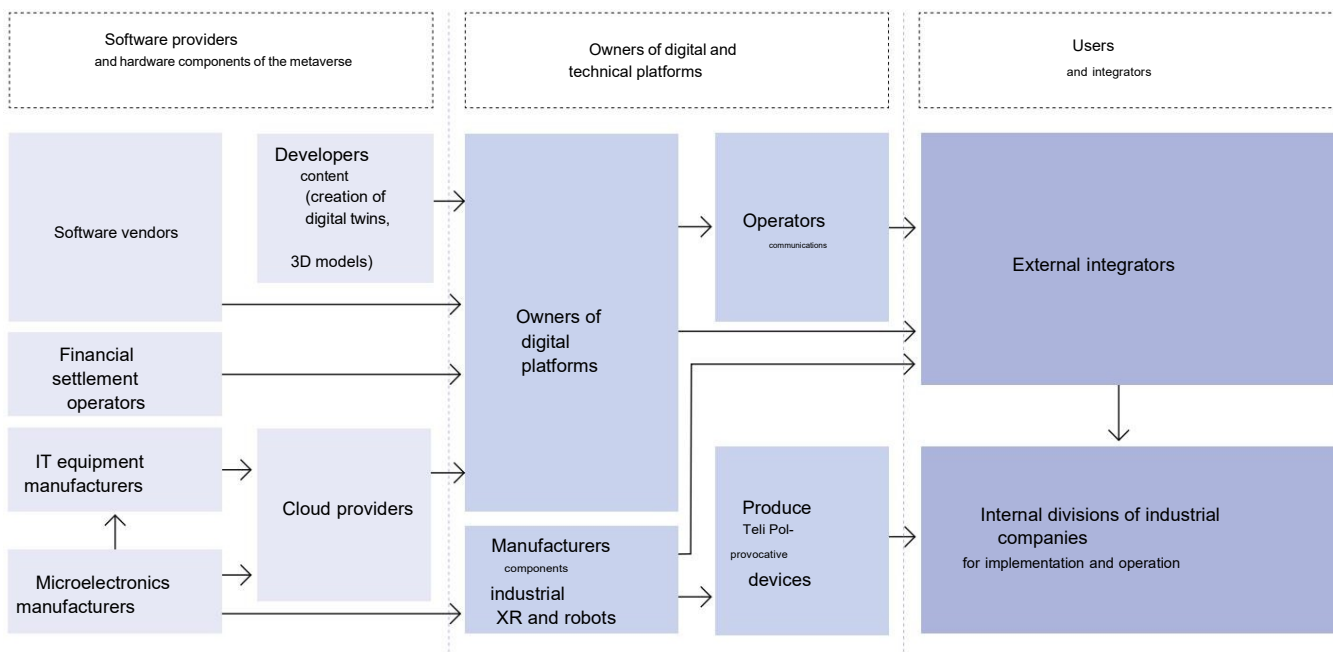 Software providers
and hardware components of the metaverse
Owners of digital and
technical platforms
Users
and integrators
Software vendors
Developers
content
(creation of
digital twins,
3D models)
Financial
settlement
operators
IT equipment
manufacturers
Cloud providers
Microelectronics
manufacturers
Owners of
digital
platforms
Operators
communications
Manufacturers
components
industrial
XR and robots
Produce
Teli Pol-
provocative
devices
External integrators
Internal divisions of industrial
companies
for implementation and operation